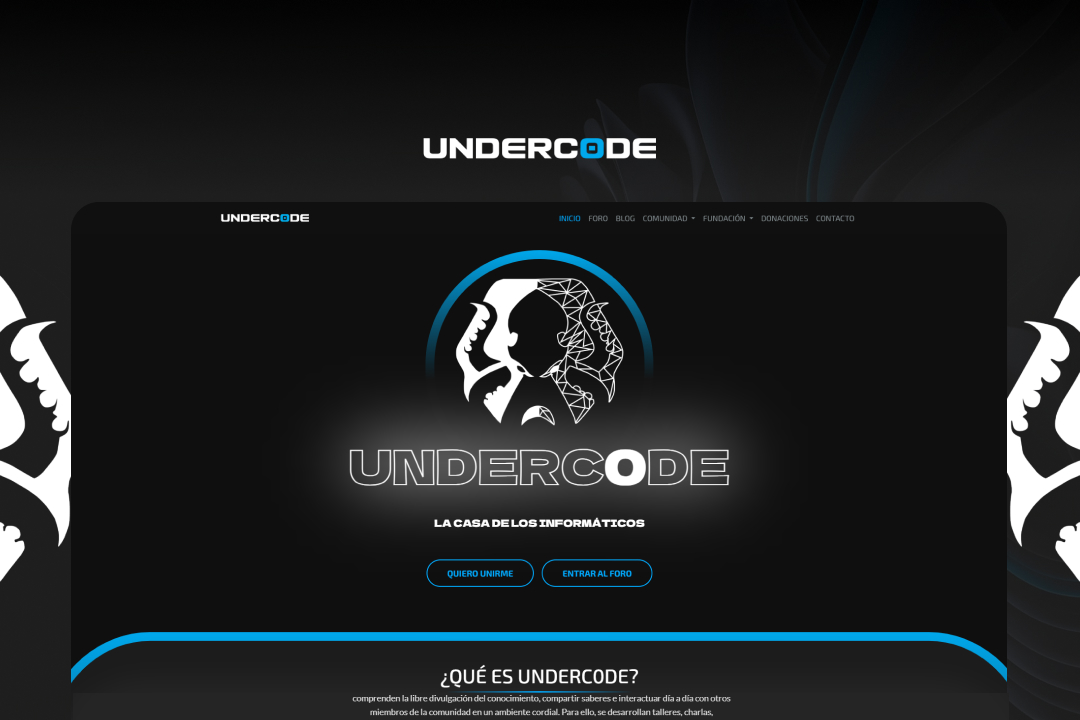 UNDERCODE
UNDERCODE
INICIO FORO BLOG COMUNIDAD FUNDACIÓN DONACIONES CONTACTO
UNDERCODE
LA CASA DE LOS INFORMÁTICOS
QUIERO UNIRME ENTRAR AL FORO
¿QUÉ ES UNDERC0DE?
comprenden la libre divulgación del conocimiento, compartir saberes e interactuar día a día con otros
miembros de la comunidad en un ambiente cordial. Para ello, se desarrollan talleres, charlas,